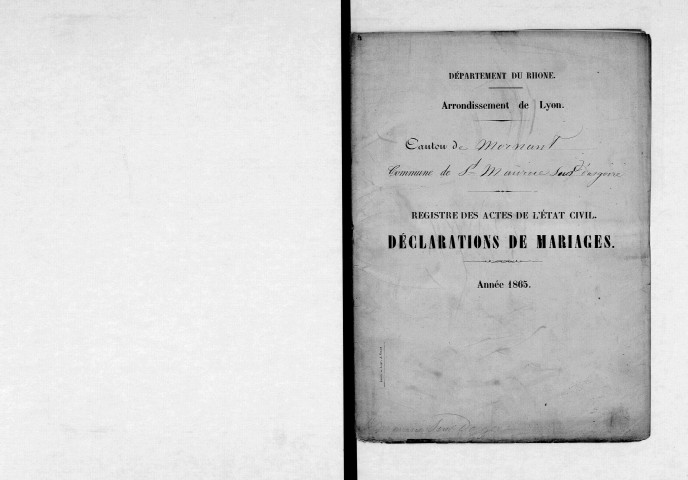 DÉPARTEMENT DU RHONE.
Arrondissement de Lyon.
Canton de Mornant
Commune de St Maurice sur Dargoire
REGISTRE DES ACTES DE L'ÉTAT CIVIL.
DÉCLARATIONS DE MARIAGES.
Année 1865.